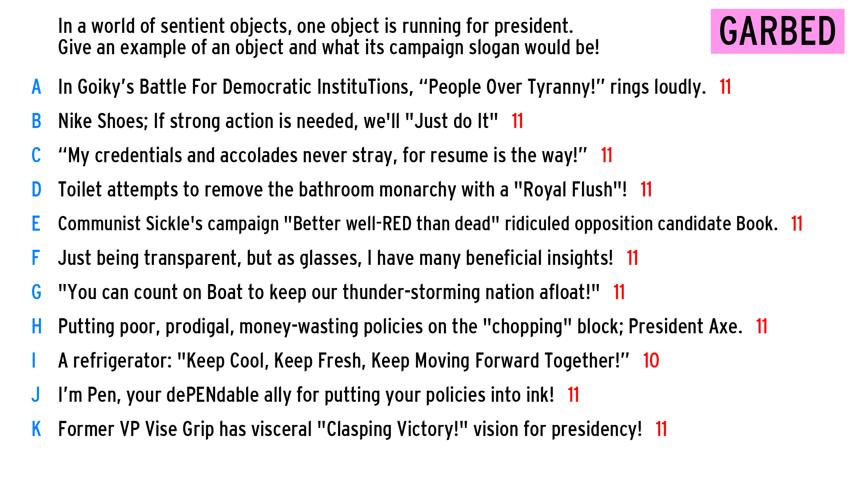 In a world of sentient objects, one object is running for president.
Give an example of an object and what its campaign slogan would be!
GARBED
A In Goiky’s Battle For Democratic InstituTions, “People Over Tyranny!” rings loudly. 11
B Nike Shoes; If strong action is needed, we'll "Just do It" 11
C “My credentials and accolades never stray, for resume is the way!” 11
D Toilet attempts to remove the bathroom monarchy with a "Royal Flush"! 11
E Communist Sickle's campaign "Better well-RED than dead" ridiculed opposition candidate Book. 11
F Just being transparent, but as glasses, I have many beneficial insights! 11
G "You can count on Boat to keep our thunder-storming nation afloat!" 11
H Putting poor, prodigal, money-wasting policies on the "chopping" block; President Axe. 11
I A refrigerator: "Keep Cool, Keep Fresh, Keep Moving Forward Together!” 10
J I’m Pen, your dePENdable ally for putting your policies into ink! 11
K Former VP Vise Grip has visceral "Clasping Victory!" vision for presidency! 11